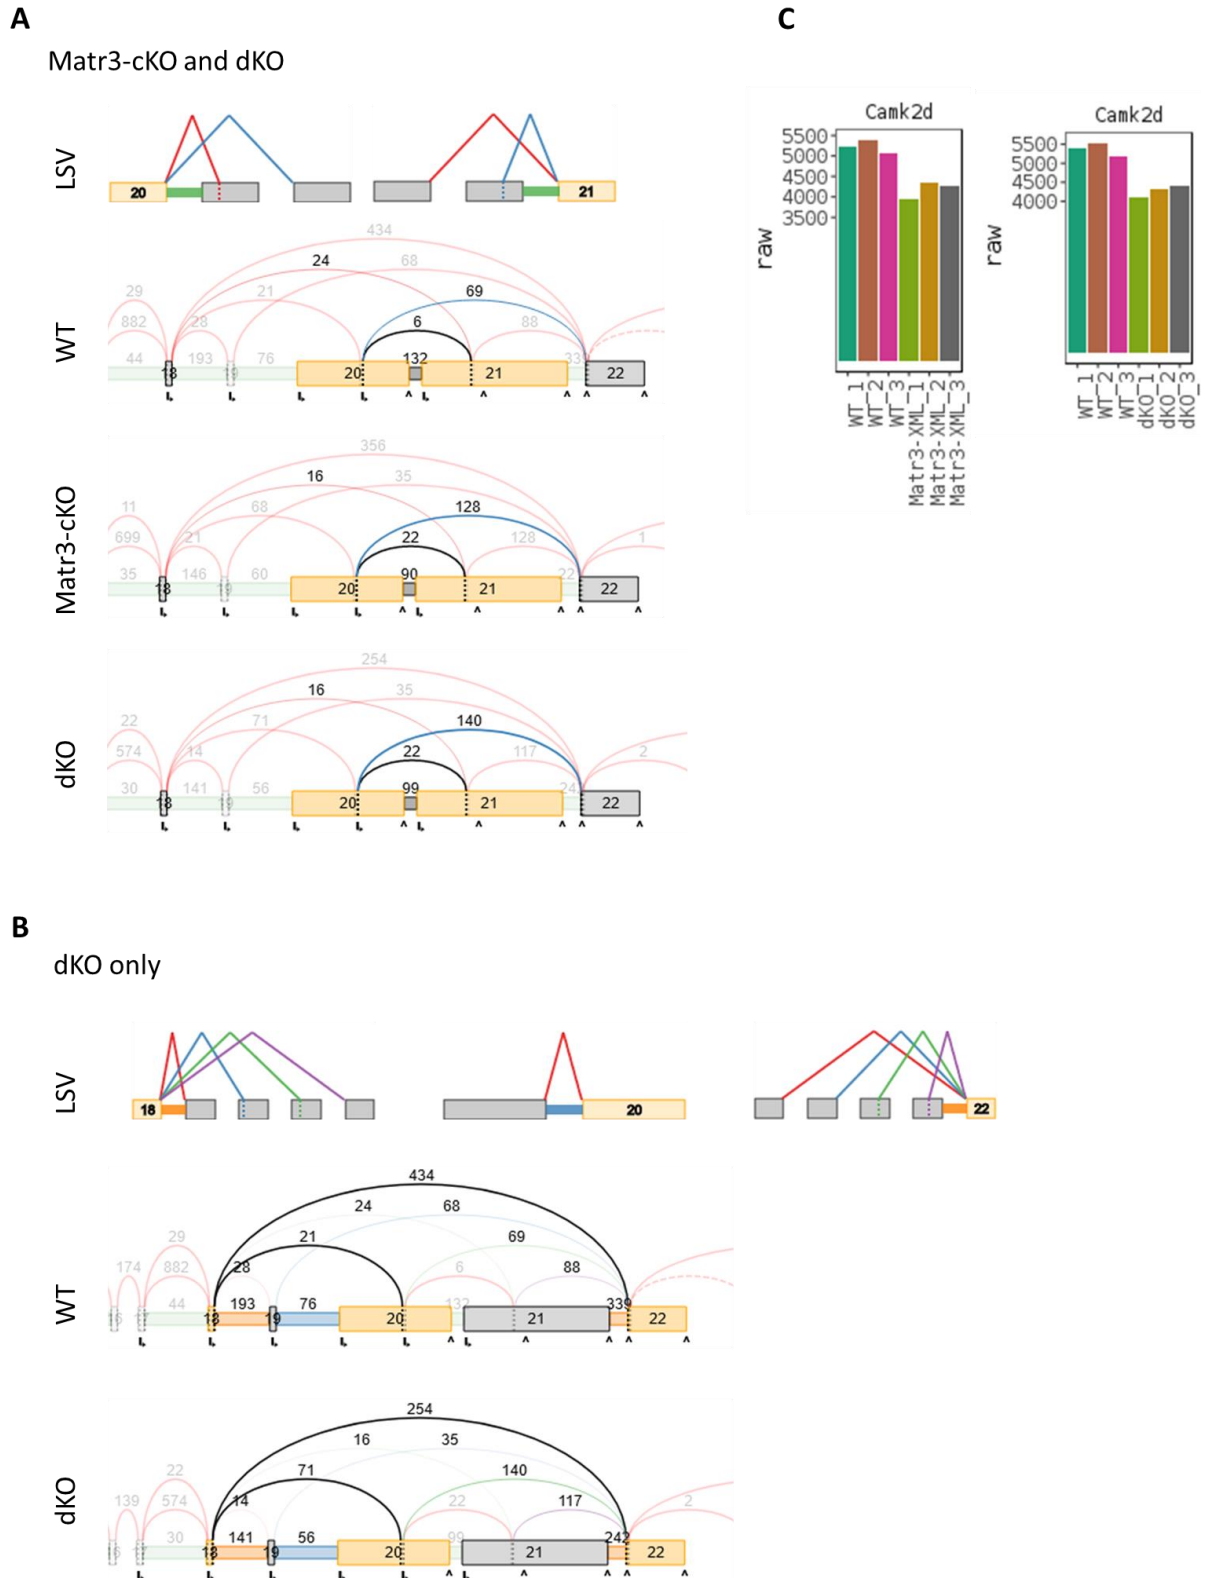 A
C
Matr3-cKO and dKO
LSV
20
21
Camk2d
raw
5500
5000
4500
4000
3500
WT_1
WT_2
WT_3
Matr3-XML_1
Matr3-XML_2
Matr3-XML_3
Camk2d
raw
5500
5000
4500
4000
WT_1
WT_2
WT_3
dKO_1
dKO_2
dKO_3
WT
434
24 68
29 21 69
882 28 6 88
44 193 76 132
18 20 21 22
Matr3-cKO
356
16 35
11 68 128
699 21 22 128 1
35 146 60 90 22
18 20 21 22
dKO
254
16 35
22 71 140
574 14 22 117 2
30 141 56 99
18 20 21 22
B
dKO only
LSV
18
20
22
WT
434
24 68
29 21 69
174 882 28 6 88
44 193 76 132 339
18 19 20 21 22
dKO
254
16 35
22 71 140
139 574 14 22 117 2
30 141 56 99 242
18 19 20 21 22